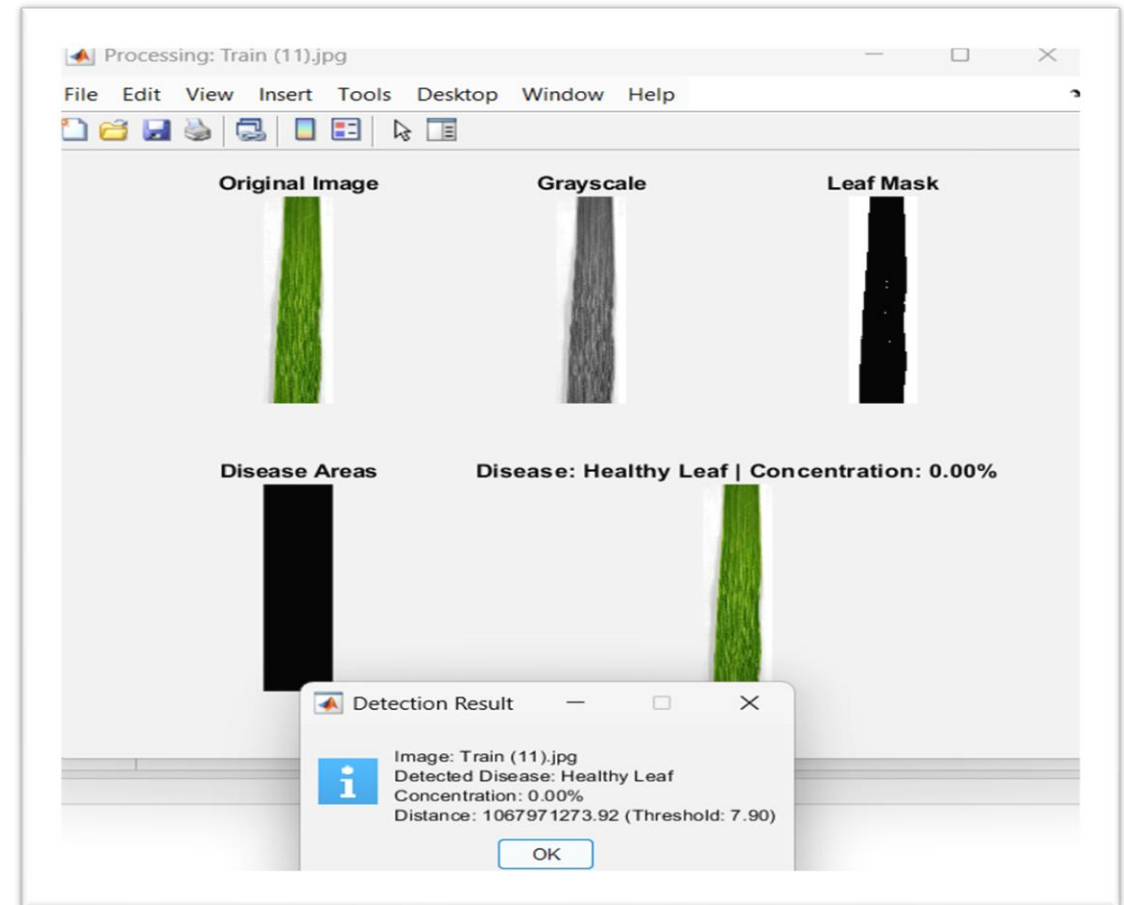 Processing: Train (11).jpg
File Edit View Insert Tools Desktop Window Help
Original Image
Grayscale
Leaf Mask
Disease Areas
Disease: Healthy Leaf | Concentration: 0.00%
Detection Result
Image: Train (11).jpg
Detected Disease: Healthy Leaf
Concentration: 0.00%
Distance: 1067971273.92 (Threshold: 7.90)
OK